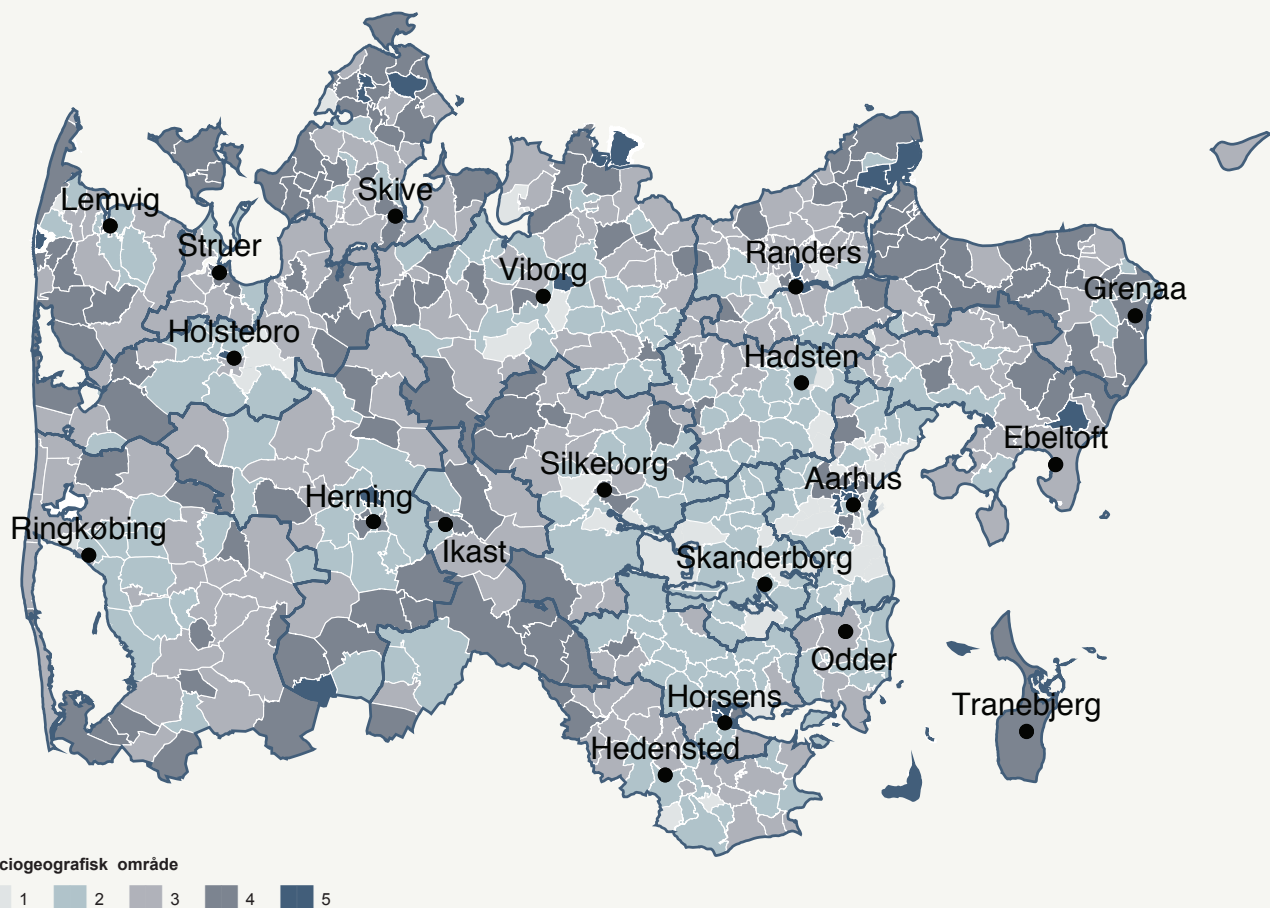 Lemvig
Skive
Struer
Viborg
Randers
Grenaa
Holstebro
Hadsten
Ebeltoft
Silkeborg
Aarhus
Herning
Ringkøbing
Ikast
Skanderborg
Odder
Horsens
Tranebjerg
Hedensted
ciogeografisk område
1 2 3 4 5